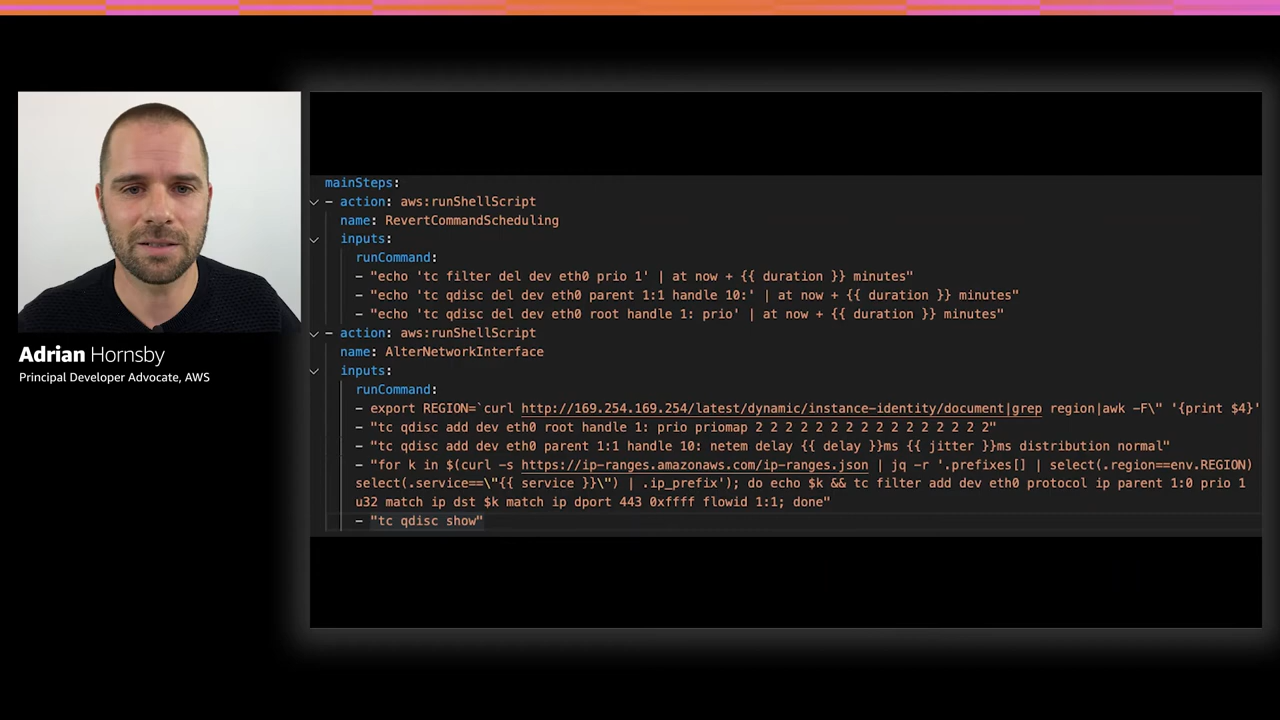 Adrian Hornsby
Principal Developer Advocate, AWS
mainSteps:
- action: aws:runShellScript
name: RevertCommandScheduling
inputs:
runCommand:
- "echo 'tc filter del dev eth0 prio 1' | at now + {{ duration }} minutes"
- "echo 'tc qdisc del dev eth0 parent 1:1 handle 10:' | at now + {{ duration }} minutes"
- "echo 'tc qdisc del dev eth0 root handle 1: prio' | at now + {{ duration }} minutes"
- action: aws:runShellScript
name: AlterNetworkInterface
inputs:
runCommand:
- export REGION=`curl http://169.254.169.254/latest/dynamic/instance-identity/document|grep region|awk -F\" '{print $4}'
- "tc qdisc add dev eth0 root handle 1: prio priomap 2 2 2 2 2 2 2 2 2 2 2 2 2 2 2 2"
- "tc qdisc add dev eth0 parent 1:1 handle 10: netem delay {{ delay }}ms {{ jitter }}ms distribution normal"
- "for k in $(curl -s https://ip-ranges.amazonaws.com/ip-ranges.json | jq -r '.prefixes[] | select(.region==env.REGION)
select(.service==\"{{ service }}\") | .ip_prefix'); do echo $k && tc filter add dev eth0 protocol ip parent 1:0 prio 1
u32 match ip dst $k match ip dport 443 0xffff flowid 1:1; done"
- "tc qdisc show"